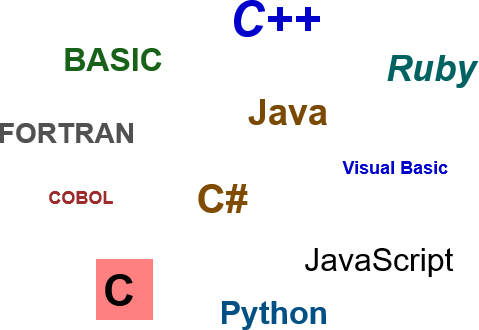 C++
BASIC
Ruby
Java
FORTRAN
Visual Basic
COBOL
C#
JavaScript
C
Python